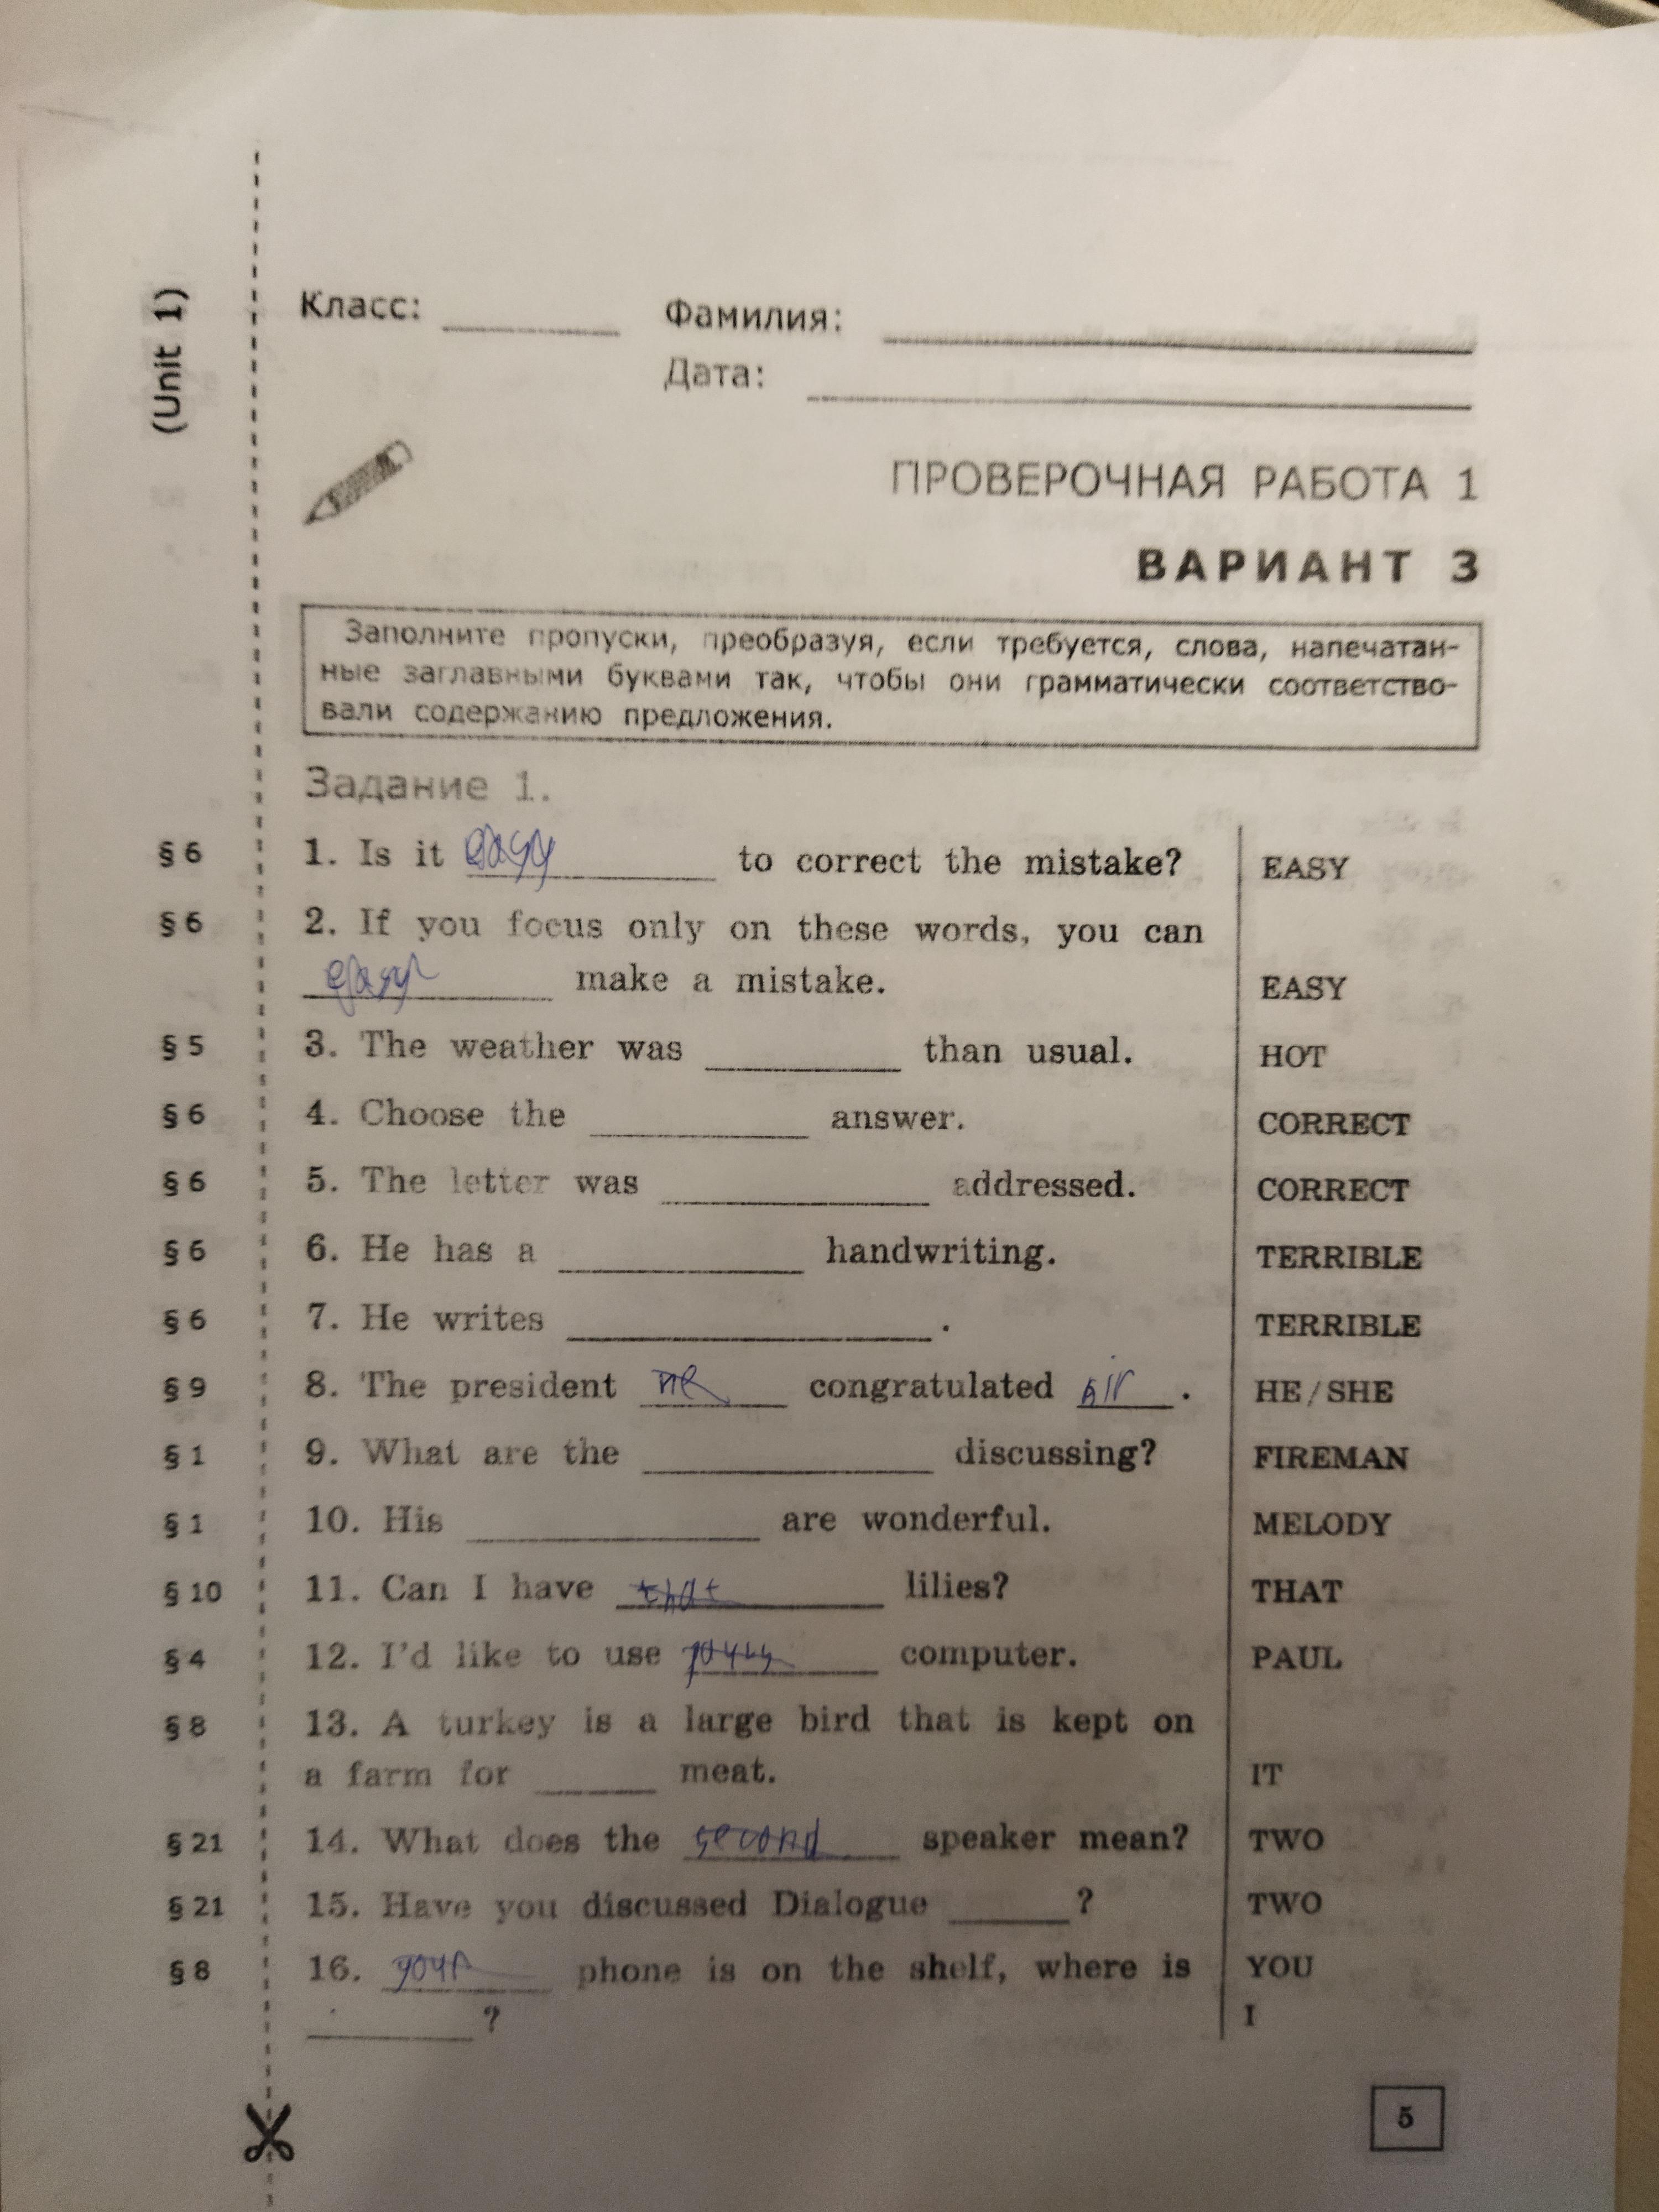 (Unit 1)
Класс: Фамилия:
Дата:
ПРОВЕРОЧНАЯ РАБОТА 1
ВАРИАНТ 3
Заполните пропуски, преобразуя, если требуется, слова, напечатан-
ные заглавными буквами так, чтобы они грамматически соответство-
вали содержанию предложения.
Задание 1.
§ 6 1. Is it easy to correct the mistake? EASY
§ 6 2. If you focus only on these words, you can
make a mistake. EASY
§ 5 3. The weather was than usual. HOT
§ 6 4. Choose the answer. CORRECT
§ 6 5. The letter was addressed. CORRECT
§ 6 6. He has a handwriting. TERRIBLE
§ 6 7. He writes . TERRIBLE
§ 9 8. The president congratulated . HE / SHE
§ 1 9. What are the discussing? FIREMAN
§ 1 10. His are wonderful. MELODY
§ 10 11. Can I have that lilies? THAT
§ 4 12. I'd like to use computer. PAUL
§ 8 13. A turkey is a large bird that is kept on
a farm for meat. IT
§ 21 14. What does the second speaker mean? TWO
§ 21 15. Have you discussed Dialogue ? TWO
§ 8 16. your phone is on the shelf, where is YOU
? I
5